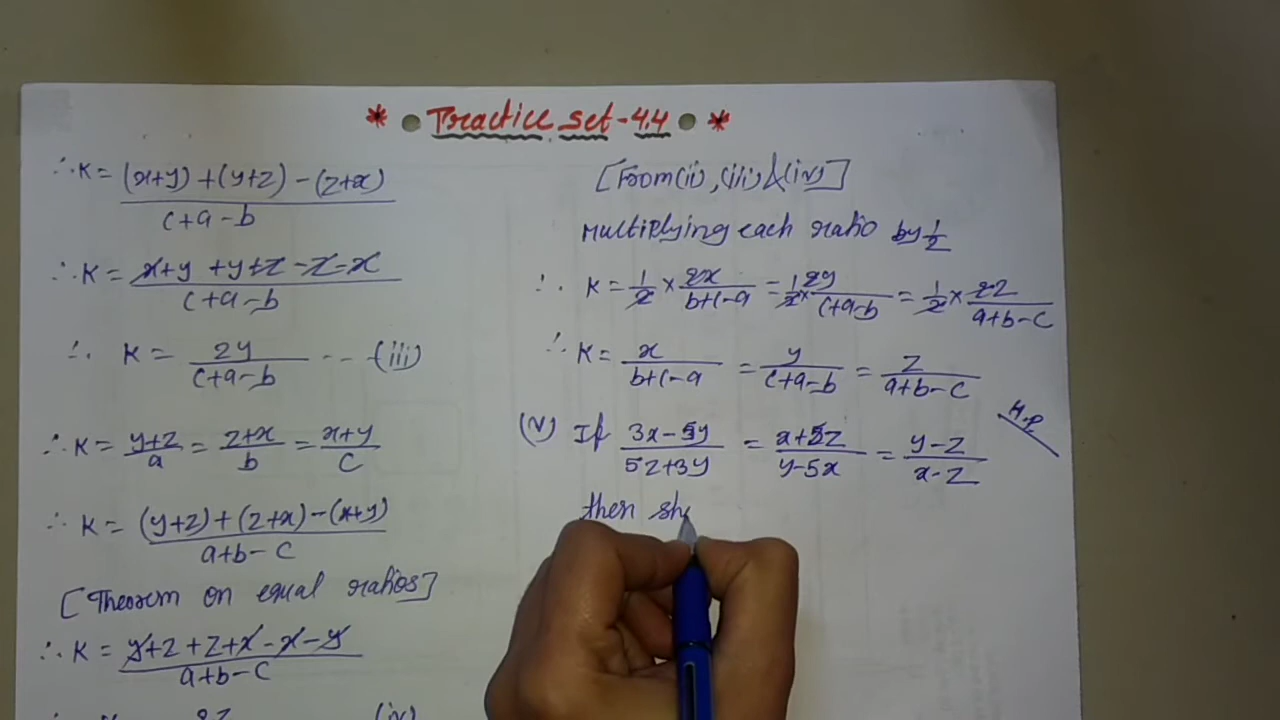 * Practice set - 4.4 *
∴ K = (x+y) + (y+z) - (z+x) / c+a-b
∴ K = x+y +y+z -z-x / c+a-b
∴ K = 2y / c+a-b --- (iii)
∴ K = y+z / a = z+x / b = x+y / c
∴ K = (y+z) + (z+x) - (x+y) / a+b-c
[Theorem on equal ratios]
∴ K = y+z+z+x-x-y / a+b-c
∴ K 2z (iv)
[From (ii), (iii) & (iv)]
multiplying each ratio by 1/2
∴ K = 1/2 × 2x / b+c-a = 1/2 × 2y / c+a-b = 1/2 × 2z / a+b-c
∴ K = x / b+c-a = y / c+a-b = z / a+b-c
H.p
(v) If 3x-5y / 5z+3y = x+5z / y-5x = y-z / x-z
then sh